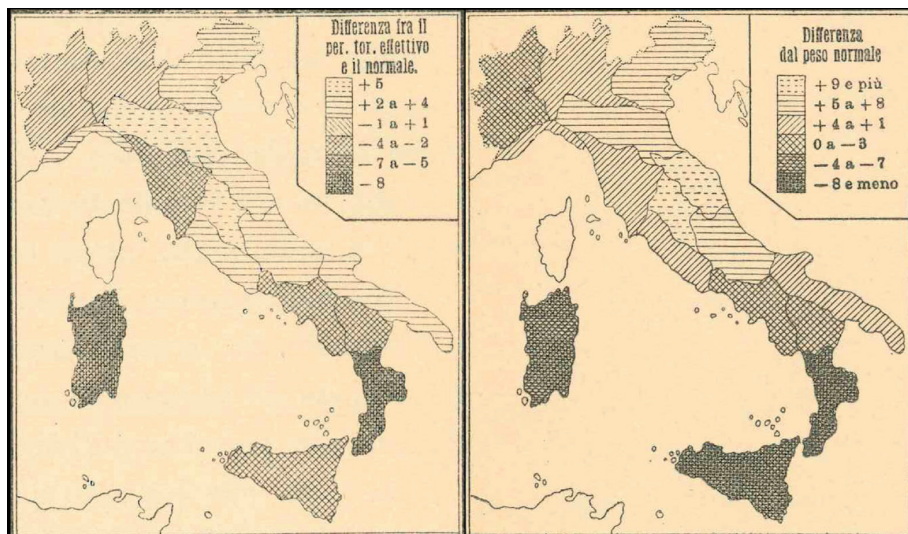 Differenza fra il
per. tor. effettivo
e il normale.
+ 5
+ 2 a + 4
− 1 a + 1
− 4 a − 2
− 7 a − 5
− 8
Differenza
dal peso normale
+ 9 e più
+ 5 a + 8
+ 4 a + 1
0 a − 3
− 4 a − 7
− 8 e meno